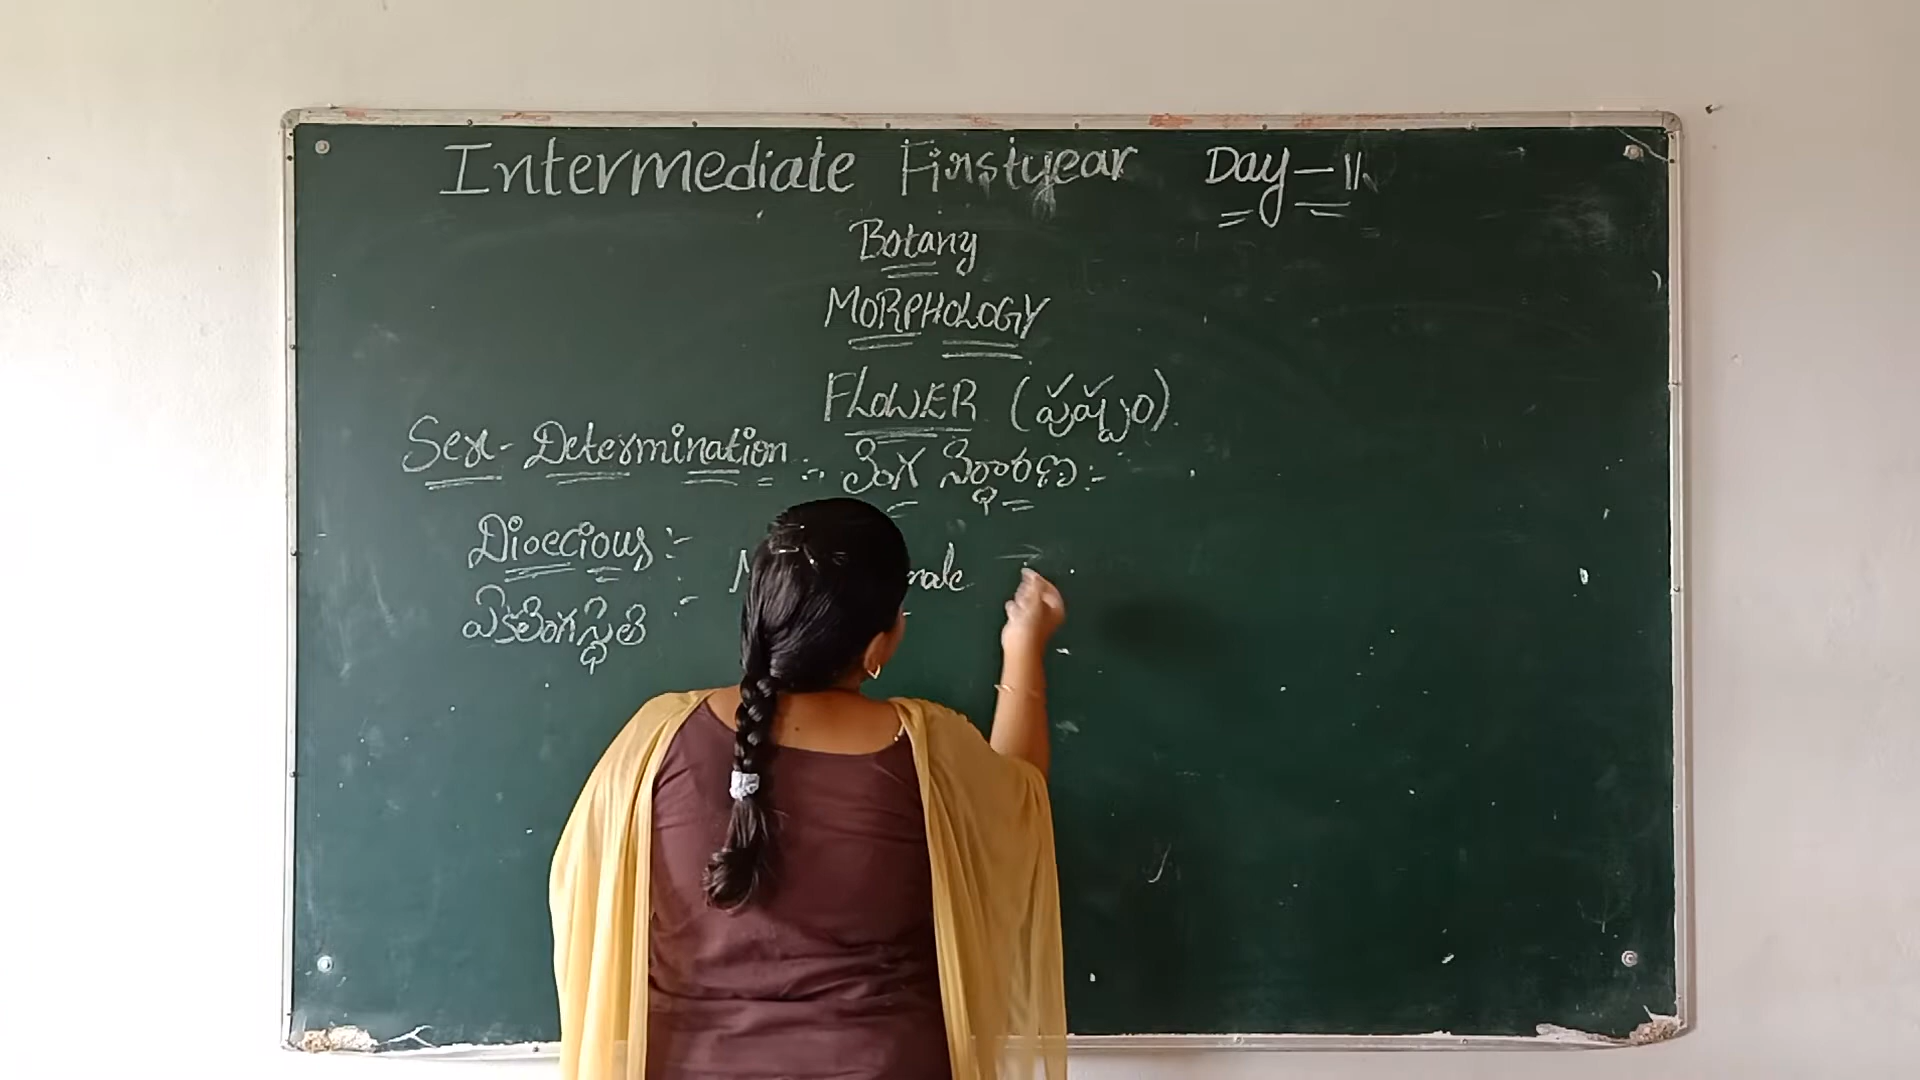 Intermediate Firstyear Day-11
Botany
MORPHOLOGY
FLOWER (పుష్పం)
Sex-Determination :- లింగ నిర్ధారణ :-
Dioecious :-
ఏకలింగస్థితి :-